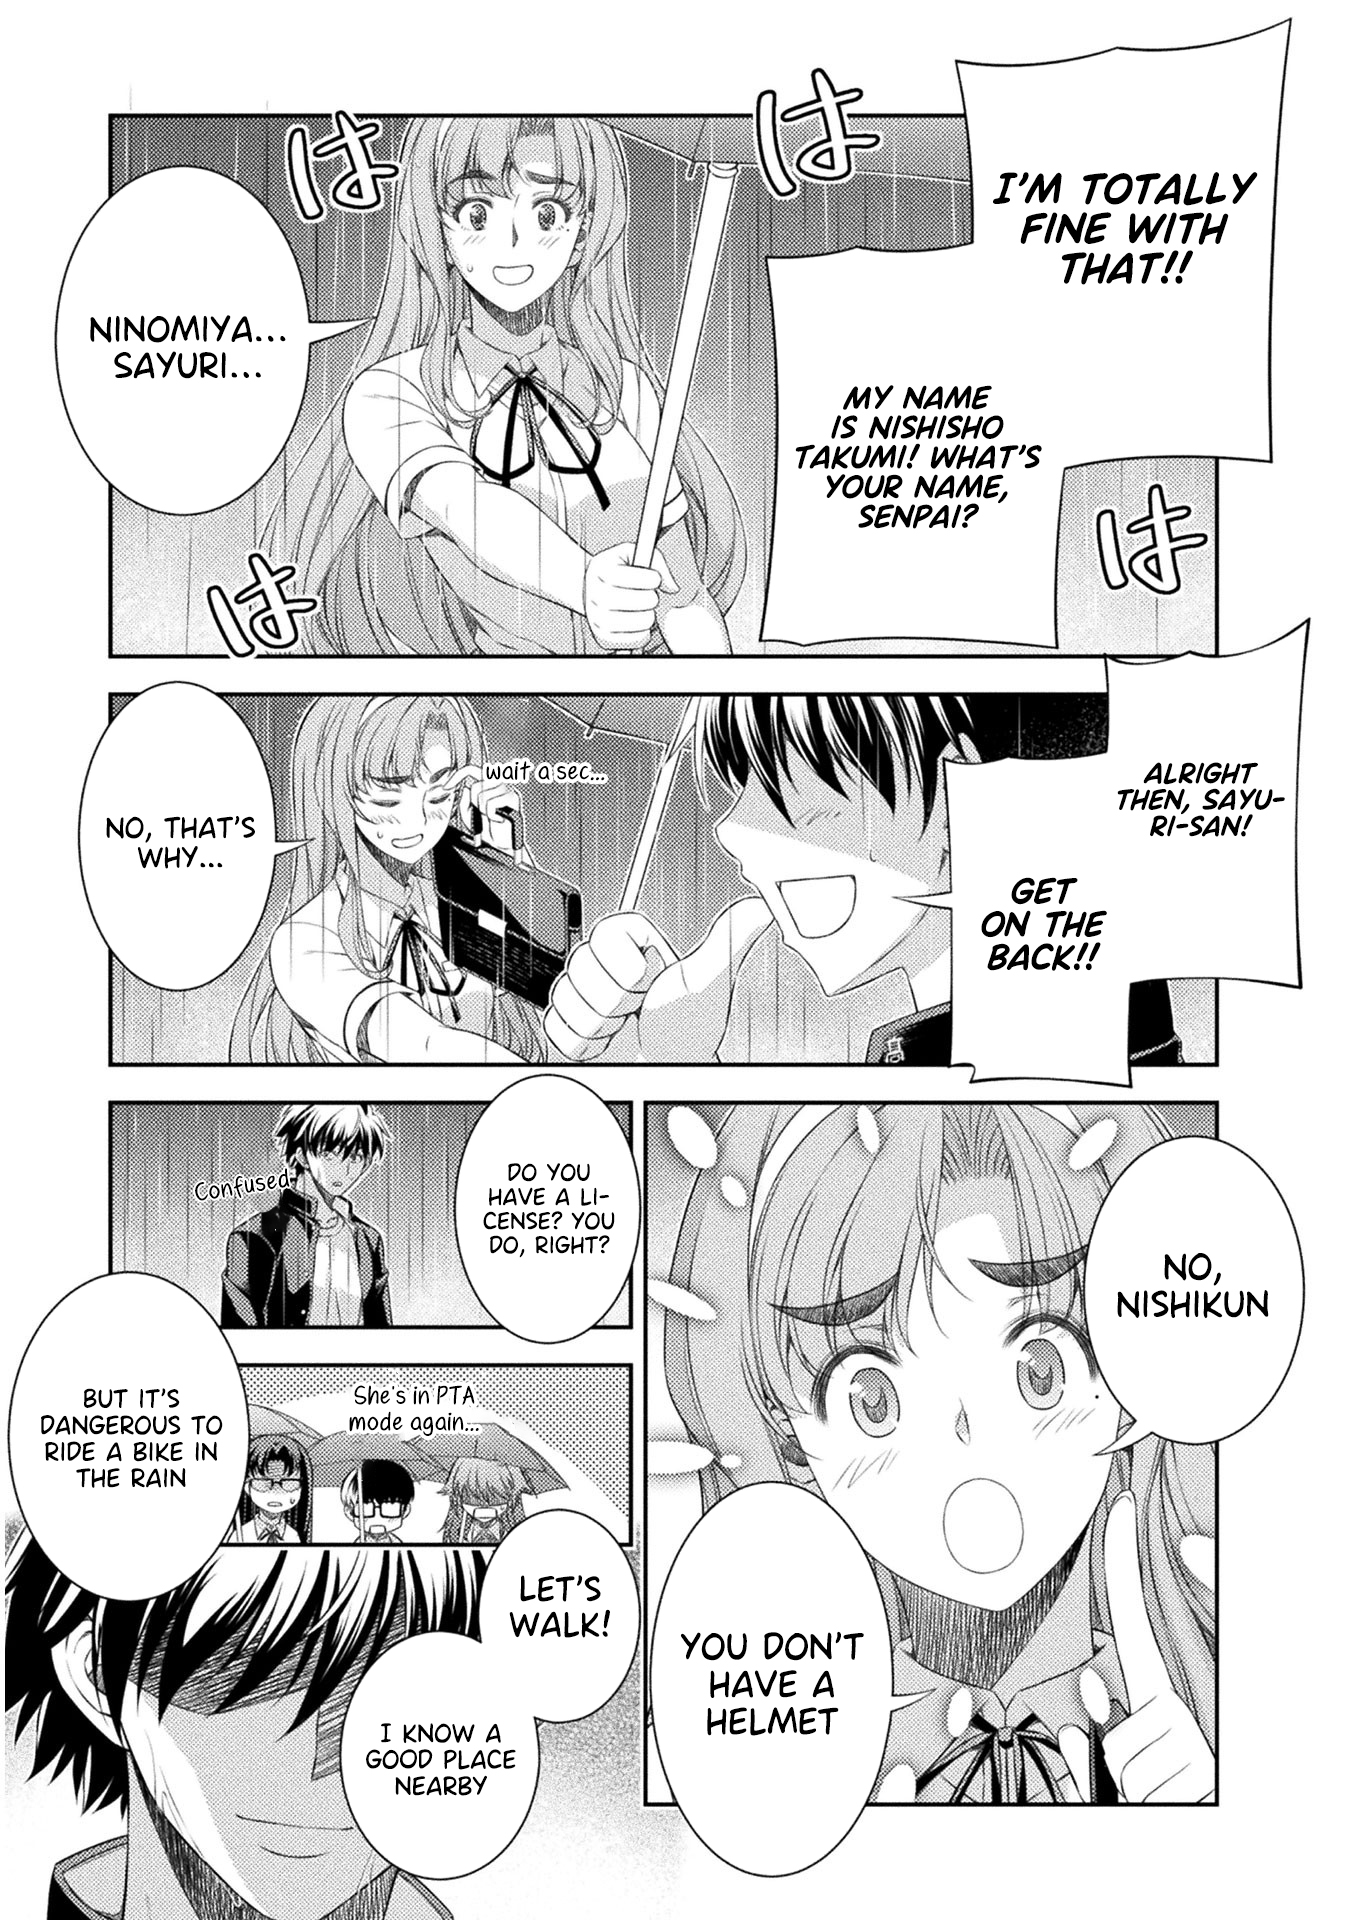 I'M TOTALLY
FINE WITH
THAT!!
MY NAME
IS NISHISHO
TAKUMI! WHAT'S
YOUR NAME,
SENPAI?
は
は
は
は
NINOMIYA...
SAYURI...
ALRIGHT
THEN, SAYU-
RI-SAN!
GET
ON THE
BACK!!
wait a sec...
NO, THAT'S
WHY...
NO,
NISHIKUN
YOU DON'T
HAVE A
HELMET
DO YOU
HAVE A LI-
CENSE? YOU
DO, RIGHT?
Confused
She's in PTA
mode again...
BUT IT'S
DANGEROUS TO
RIDE A BIKE IN
THE RAIN
LET'S
WALK!
I KNOW A
GOOD PLACE
NEARBY